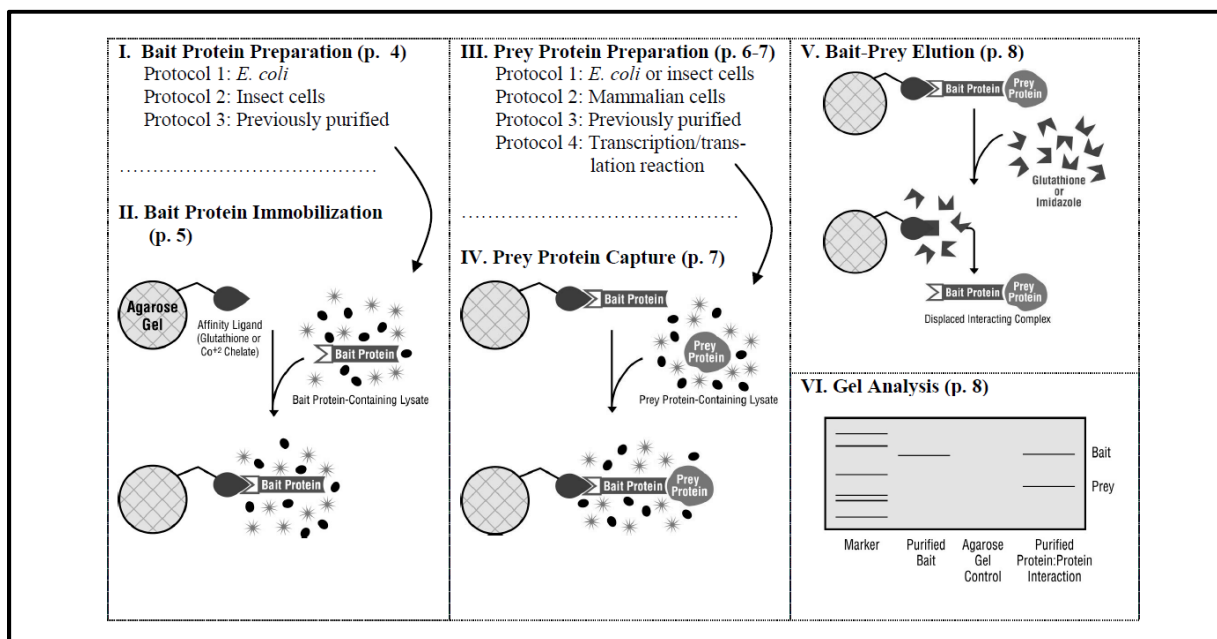 I. Bait Protein Preparation (p. 4)
Protocol 1: E. coli
Protocol 2: Insect cells
Protocol 3: Previously purified
......................................
II. Bait Protein Immobilization
(p. 5)
Agarose
Gel
Affinity Ligand
(Glutathione or
Co+2 Chelate)
Bait Protein
Bait Protein-Containing Lysate
Bait Protein
III. Prey Protein Preparation (p. 6-7)
Protocol 1: E. coli or insect cells
Protocol 2: Mammalian cells
Protocol 3: Previously purified
Protocol 4: Transcription/trans-
lation reaction
........................................
IV. Prey Protein Capture (p. 7)
Bait Protein
Prey
Protein
Prey Protein-Containing Lysate
Bait Protein
Prey
Protein
V. Bait-Prey Elution (p. 8)
Bait Protein
Prey
Protein
Glutathione
or
Imidazole
Bait Protein
Prey
Protein
Displaced Interacting Complex
VI. Gel Analysis (p. 8)
Bait
Prey
Marker
Purified
Bait
Agarose
Gel
Control
Purified
Protein:Protein
Interaction